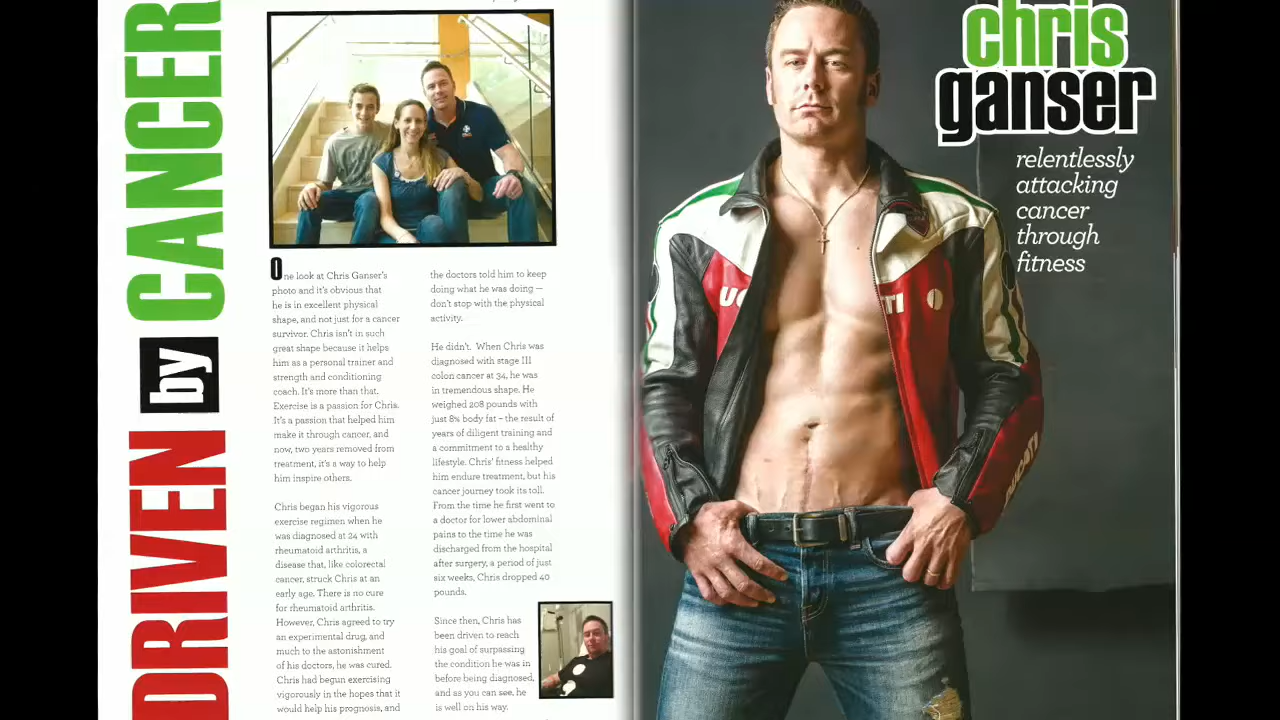 DRIVEN by CANCER
One look at Chris Ganser's
photo and it's obvious that
he is in excellent physical
shape, and not just for a cancer
survivor. Chris isn't in such
great shape because it helps
him as a personal trainer and
strength and conditioning
coach. It's more than that.
Exercise is a passion for Chris.
It's a passion that helped him
make it through cancer, and
now, two years removed from
treatment, it's a way to help
him inspire others.
Chris began his vigorous
exercise regimen when he
was diagnosed at 24 with
rheumatoid arthritis, a
disease that, like colorectal
cancer, struck Chris at an
early age. There is no cure
for rheumatoid arthritis.
However, Chris agreed to try
an experimental drug, and
much to the astonishment
of his doctors, he was cured.
Chris had begun exercising
vigorously in the hopes that it
would help his prognosis, and
the doctors told him to keep
doing what he was doing —
don't stop with the physical
activity.
He didn't. When Chris was
diagnosed with stage III
colon cancer at 34, he was
in tremendous shape. He
weighed 208 pounds with
just 8% body fat – the result of
years of diligent training and
a commitment to a healthy
lifestyle. Chris' fitness helped
him endure treatment, but his
cancer journey took its toll.
From the time he first went to
a doctor for lower abdominal
pains to the time he was
discharged from the hospital
after surgery, a period of just
six weeks, Chris dropped 40
pounds.
Since then, Chris has
been driven to reach
his goal of surpassing
the condition he was in
before being diagnosed,
and as you can see, he
is well on his way.
chris
ganser
relentlessly
attacking
cancer
through
fitness
DUCATI